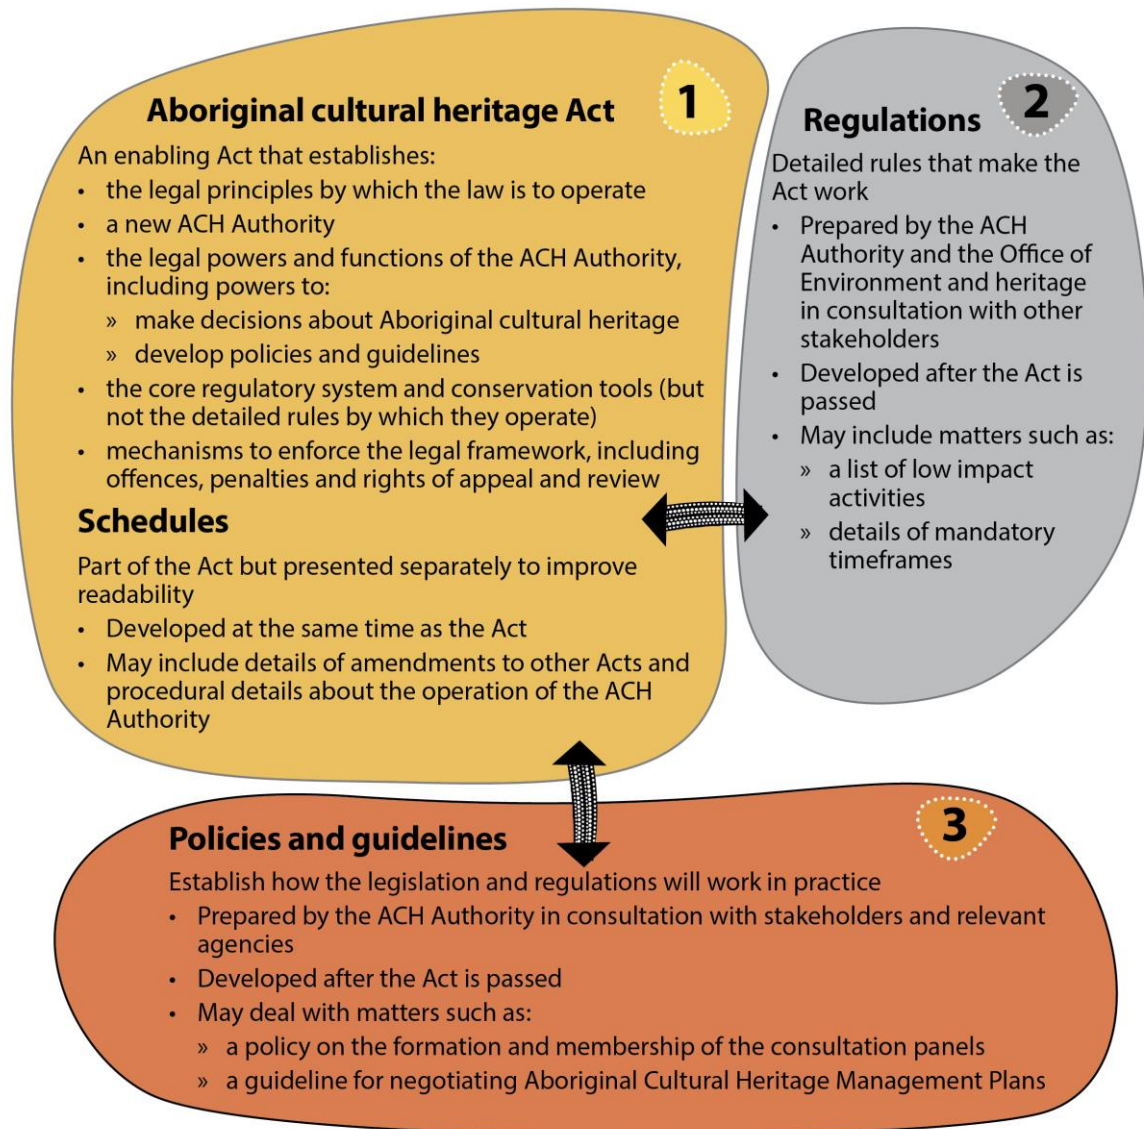 Aboriginal cultural heritage Act
1
An enabling Act that establishes:
• the legal principles by which the law is to operate
• a new ACH Authority
• the legal powers and functions of the ACH Authority,
including powers to:
» make decisions about Aboriginal cultural heritage
» develop policies and guidelines
• the core regulatory system and conservation tools (but
not the detailed rules by which they operate)
• mechanisms to enforce the legal framework, including
offences, penalties and rights of appeal and review
Schedules
Part of the Act but presented separately to improve
readability
• Developed at the same time as the Act
• May include details of amendments to other Acts and
procedural details about the operation of the ACH
Authority
2
Regulations
Detailed rules that make the
Act work
• Prepared by the ACH
Authority and the Office of
Environment and heritage
in consultation with other
stakeholders
• Developed after the Act is
passed
• May include matters such as:
» a list of low impact
activities
» details of mandatory
timeframes
3
Policies and guidelines
Establish how the legislation and regulations will work in practice
• Prepared by the ACH Authority in consultation with stakeholders and relevant
agencies
• Developed after the Act is passed
• May deal with matters such as:
» a policy on the formation and membership of the consultation panels
» a guideline for negotiating Aboriginal Cultural Heritage Management Plans